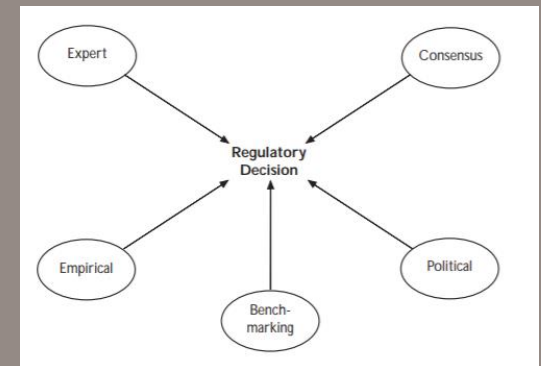 Expert
Consensus
Regulatory
Decision
Empirical
Political
Bench-
marking